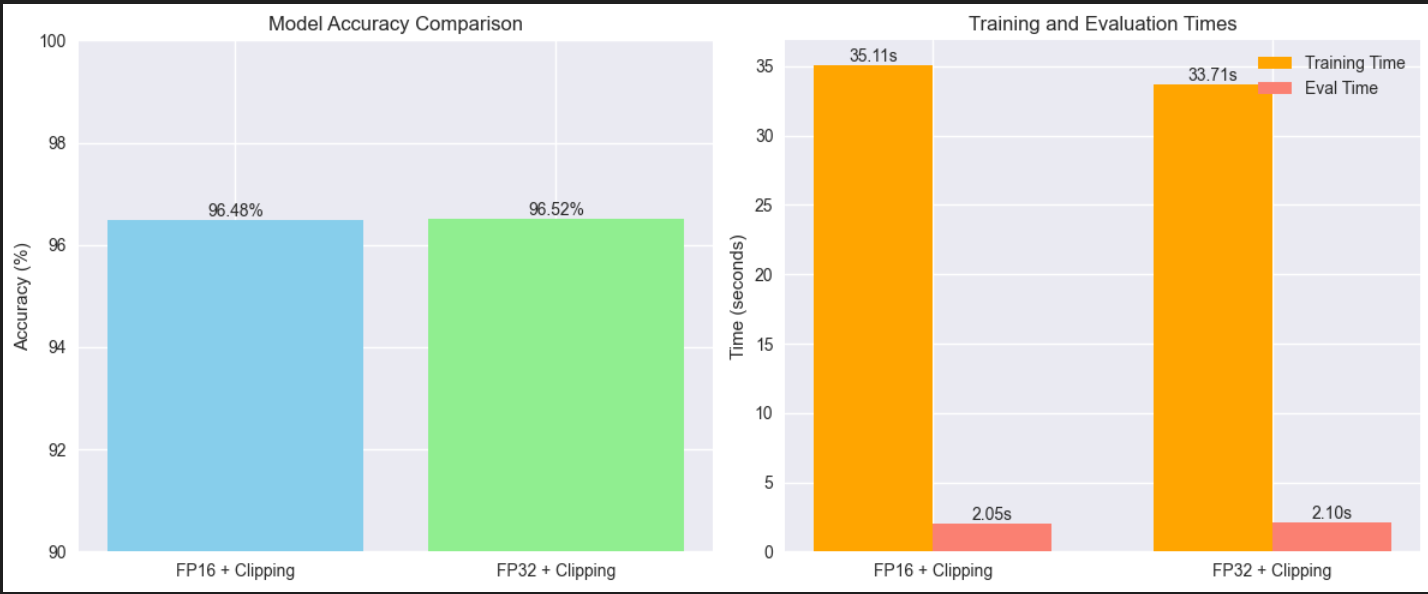 Model Accuracy Comparison
100
98
96
94
92
90
Accuracy (%)
96.48%
96.52%
FP16 + Clipping
FP32 + Clipping
Training and Evaluation Times
35
30
25
20
15
10
5
0
Time (seconds)
35.11s
33.71s
2.05s
2.10s
Training Time
Eval Time
FP16 + Clipping
FP32 + Clipping